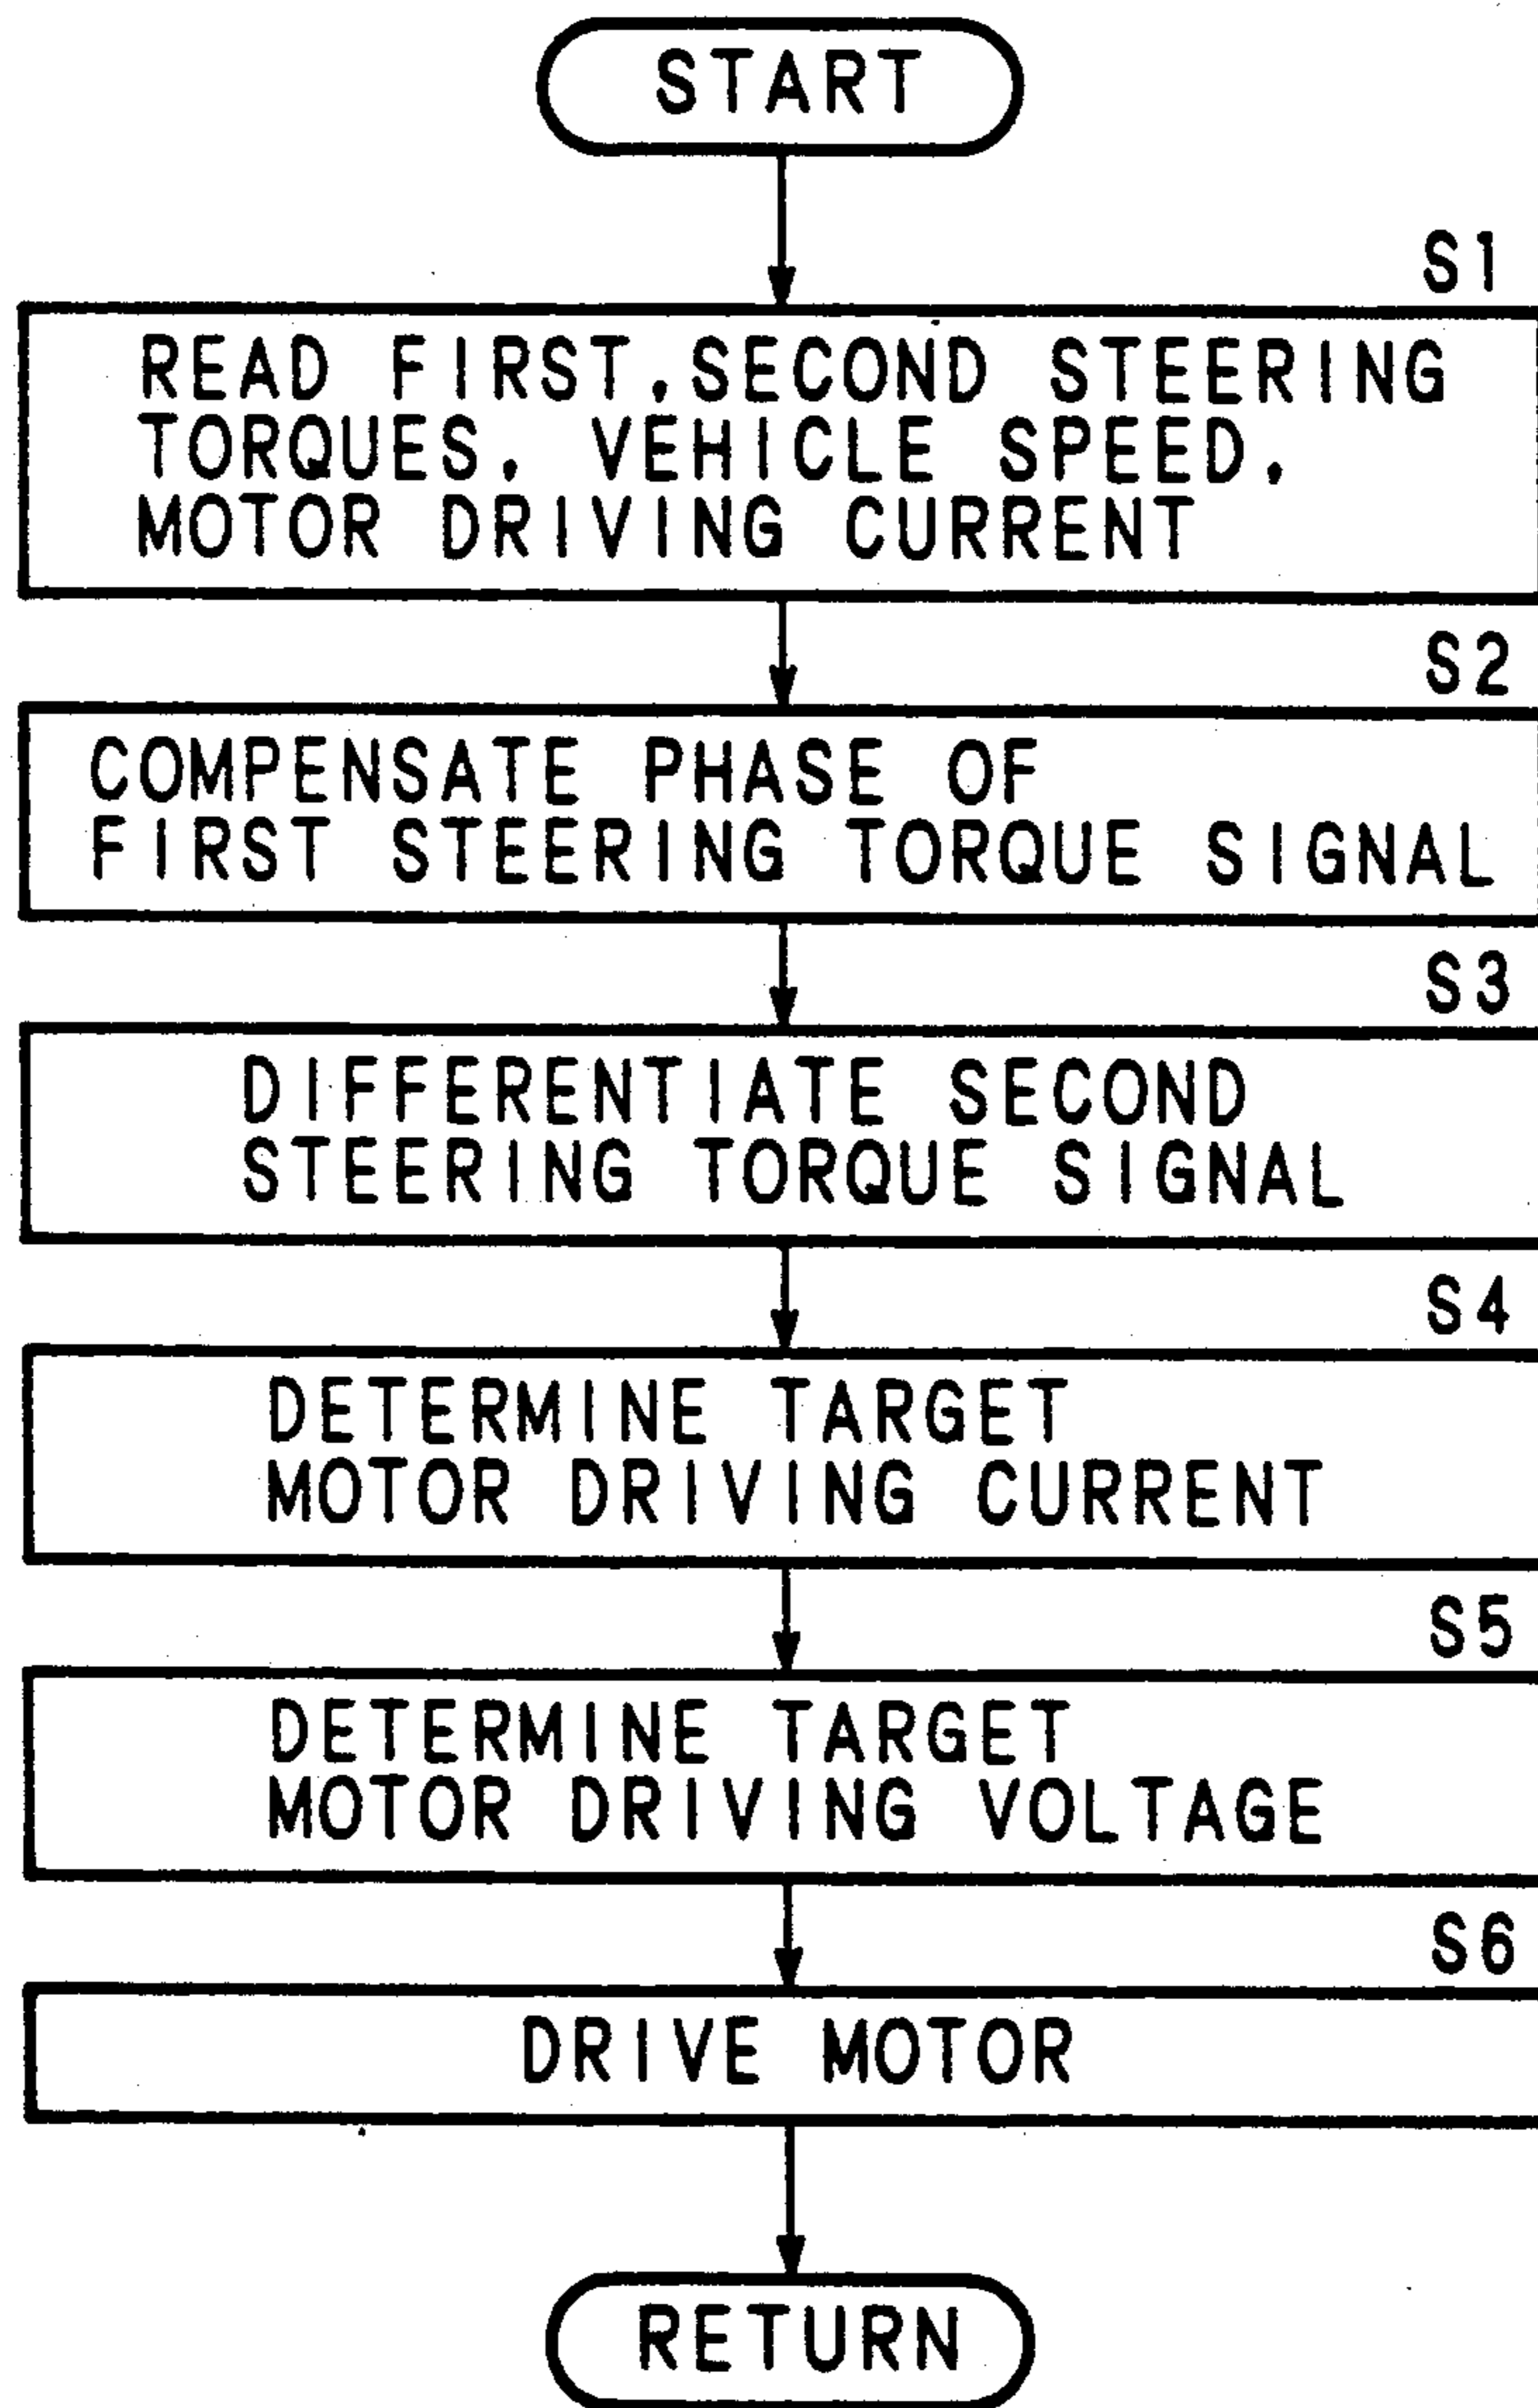 START
S1
READ FIRST,SECOND STEERING
TORQUES, VEHICLE SPEED,
MOTOR DRIVING CURRENT
S2
COMPENSATE PHASE OF
FIRST STEERING TORQUE SIGNAL
S3
DIFFERENTIATE SECOND
STEERING TORQUE SIGNAL
S4
DETERMINE TARGET
MOTOR DRIVING CURRENT
S5
DETERMINE TARGET
MOTOR DRIVING VOLTAGE
S6
DRIVE MOTOR
RETURN